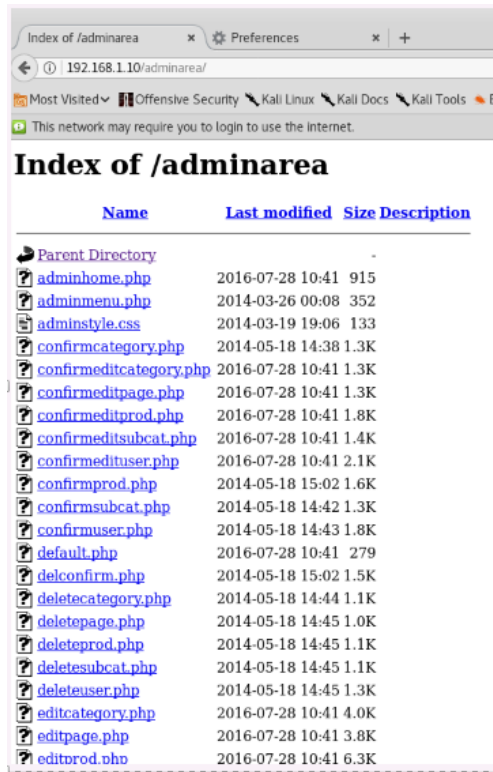 Index of /adminarea × Preferences × +
192.168.1.10/adminarea/
Most Visited Offensive Security Kali Linux Kali Docs Kali Tools
This network may require you to login to use the internet.
Index of /adminarea
Name Last modified Size Description
Parent Directory -
adminhome.php 2016-07-28 10:41 915
adminmenu.php 2014-03-26 00:08 352
adminstyle.css 2014-03-19 19:06 133
confirmcategory.php 2014-05-18 14:38 1.3K
confirmeditcategory.php 2016-07-28 10:41 1.3K
confirmeditpage.php 2016-07-28 10:41 1.3K
confirmeditprod.php 2016-07-28 10:41 1.8K
confirmeditsubcat.php 2016-07-28 10:41 1.4K
confirmedituser.php 2016-07-28 10:41 2.1K
confirmprod.php 2014-05-18 15:02 1.6K
confirmsubcat.php 2014-05-18 14:42 1.3K
confirmuser.php 2014-05-18 14:43 1.8K
default.php 2016-07-28 10:41 279
delconfirm.php 2014-05-18 15:02 1.5K
deletecategory.php 2014-05-18 14:44 1.1K
deletepage.php 2014-05-18 14:45 1.0K
deleteprod.php 2014-05-18 14:45 1.1K
deletesubcat.php 2014-05-18 14:45 1.1K
deleteuser.php 2014-05-18 14:45 1.3K
editcategory.php 2016-07-28 10:41 4.0K
editpage.php 2016-07-28 10:41 3.8K
editprod.php 2016-07-28 10:41 6.3K